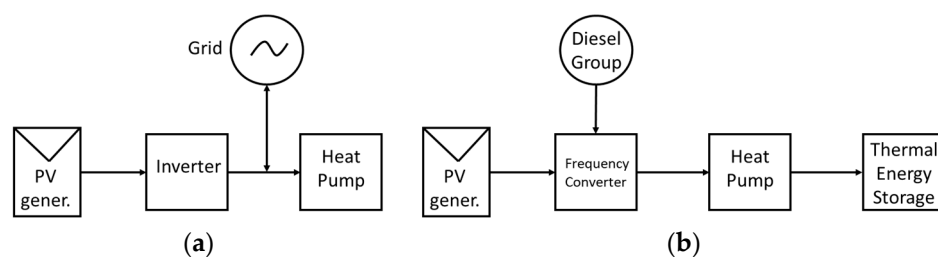 Grid
PV
gener.
Inverter
Heat
Pump
(a)
Diesel
Group
PV
gener.
Frequency
Converter
Heat
Pump
Thermal
Energy
Storage
(b)